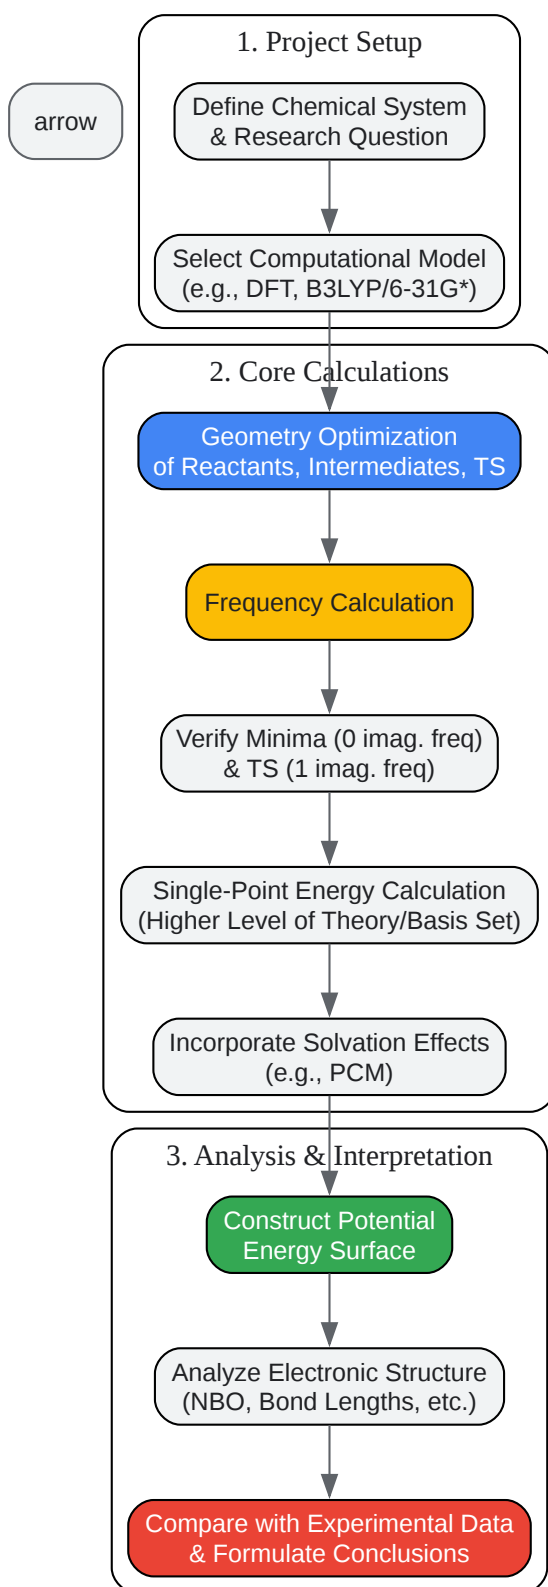 1. Project Setup
arrow
Define Chemical System
& Research Question
Select Computational Model
(e.g., DFT, B3LYP/6-31G*)
2. Core Calculations
Geometry Optimization
of Reactants, Intermediates, TS
Frequency Calculation
Verify Minima (0 imag. freq)
& TS (1 imag. freq)
Single-Point Energy Calculation
(Higher Level of Theory/Basis Set)
Incorporate Solvation Effects
(e.g., PCM)
3. Analysis & Interpretation
Construct Potential
Energy Surface
Analyze Electronic Structure
(NBO, Bond Lengths, etc.)
Compare with Experimental Data
& Formulate Conclusions